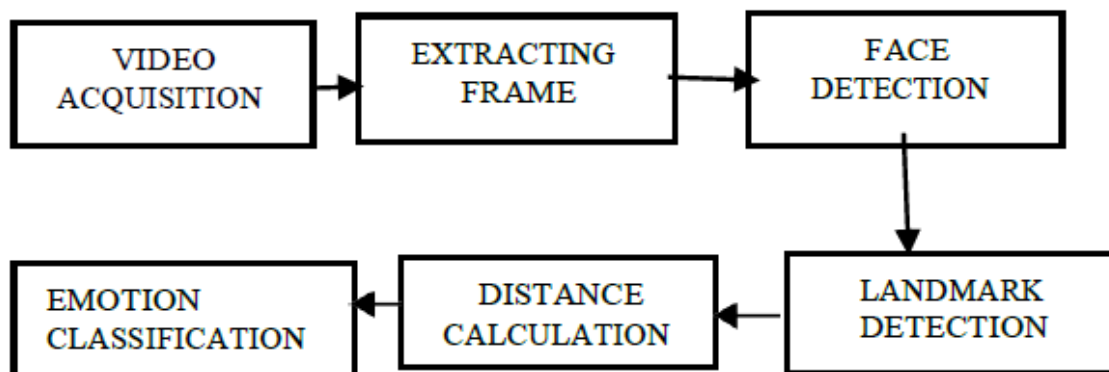 VIDEO
ACQUISITION
EXTRACTING
FRAME
FACE
DETECTION
LANDMARK
DETECTION
DISTANCE
CALCULATION
EMOTION
CLASSIFICATION